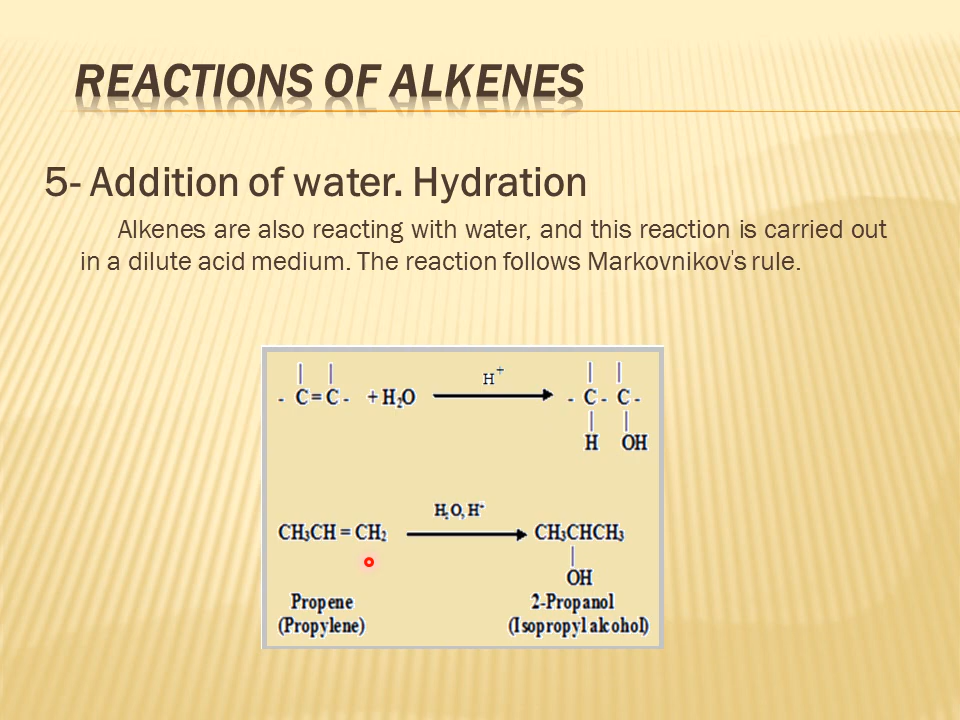 REACTIONS OF ALKENES
5- Addition of water. Hydration
Alkenes are also reacting with water, and this reaction is carried out
in a dilute acid medium. The reaction follows Markovnikov's rule.
| | H⁺ | |
- C = C - + H₂O - C - C -
| |
H OH
H₂O, H⁺
CH₃CH = CH₂ CH₃CHCH₃
|
OH
Propene 2-Propanol
(Propylene) (Isopropyl alcohol)